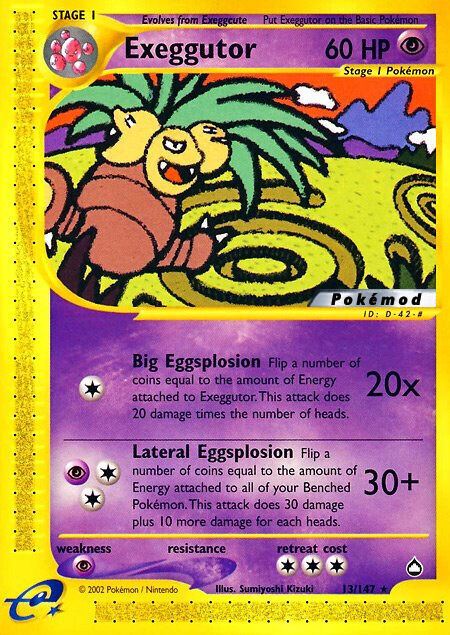 STAGE 1 Evolves from Exeggcute Put Exeggutor on the Basic Pokémon
Exeggutor 60 HP
Stage 1 Pokémon
Pokémod
ID: D-42-#
Big Eggsplosion Flip a number of
coins equal to the amount of Energy
attached to Exeggutor. This attack does
20 damage times the number of heads.
20x
Lateral Eggsplosion Flip a
number of coins equal to the amount of
Energy attached to all of your Benched
Pokémon. This attack does 30 damage
plus 10 more damage for each heads.
30+
weakness resistance retreat cost
© 2002 Pokémon / Nintendo Illus. Sumiyoshi Kizuki 13/147 ★
e